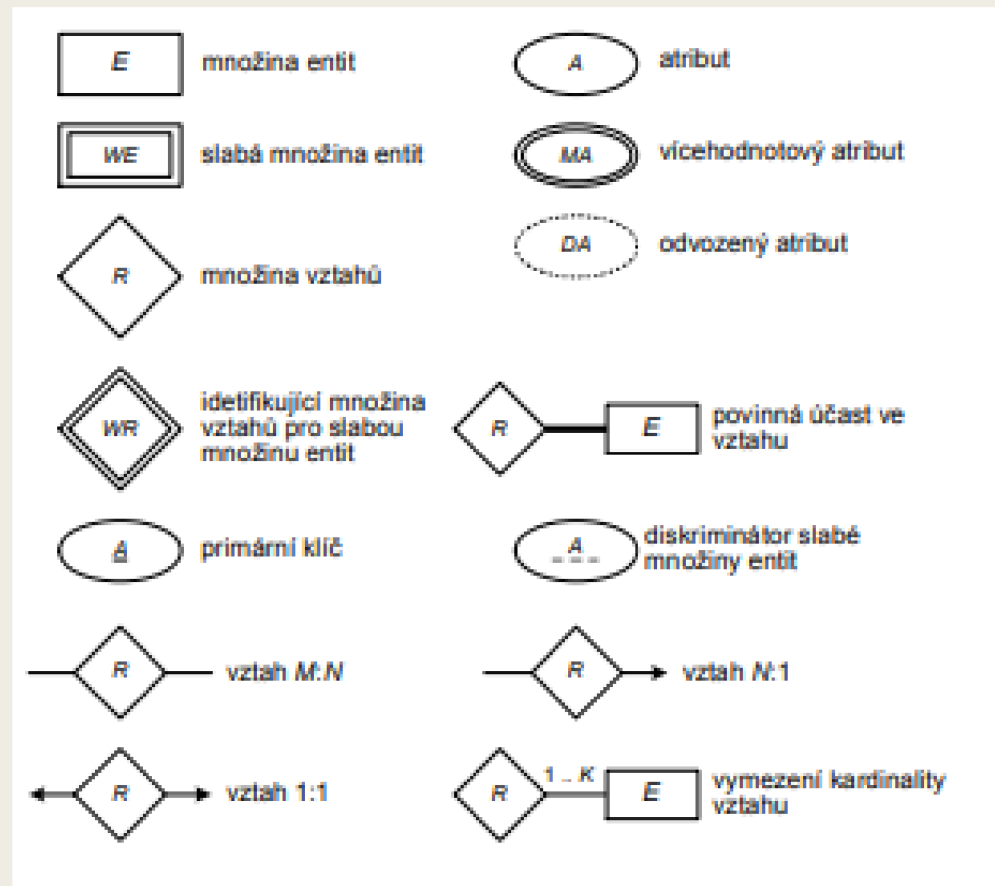 E množina entit
A atribut
WE slabá množina entit
MA vícehodnotový atribut
R množina vztahů
DA odvozený atribut
WR idetifikující množina
vztahů pro slabou
množinu entit
R E povinná účast ve
vztahu
A primární klíč
A diskriminátor slabé
množiny entit
R vztah M:N
R vztah N:1
R vztah 1:1
R 1 .. K E vymezení kardinality
vztahu